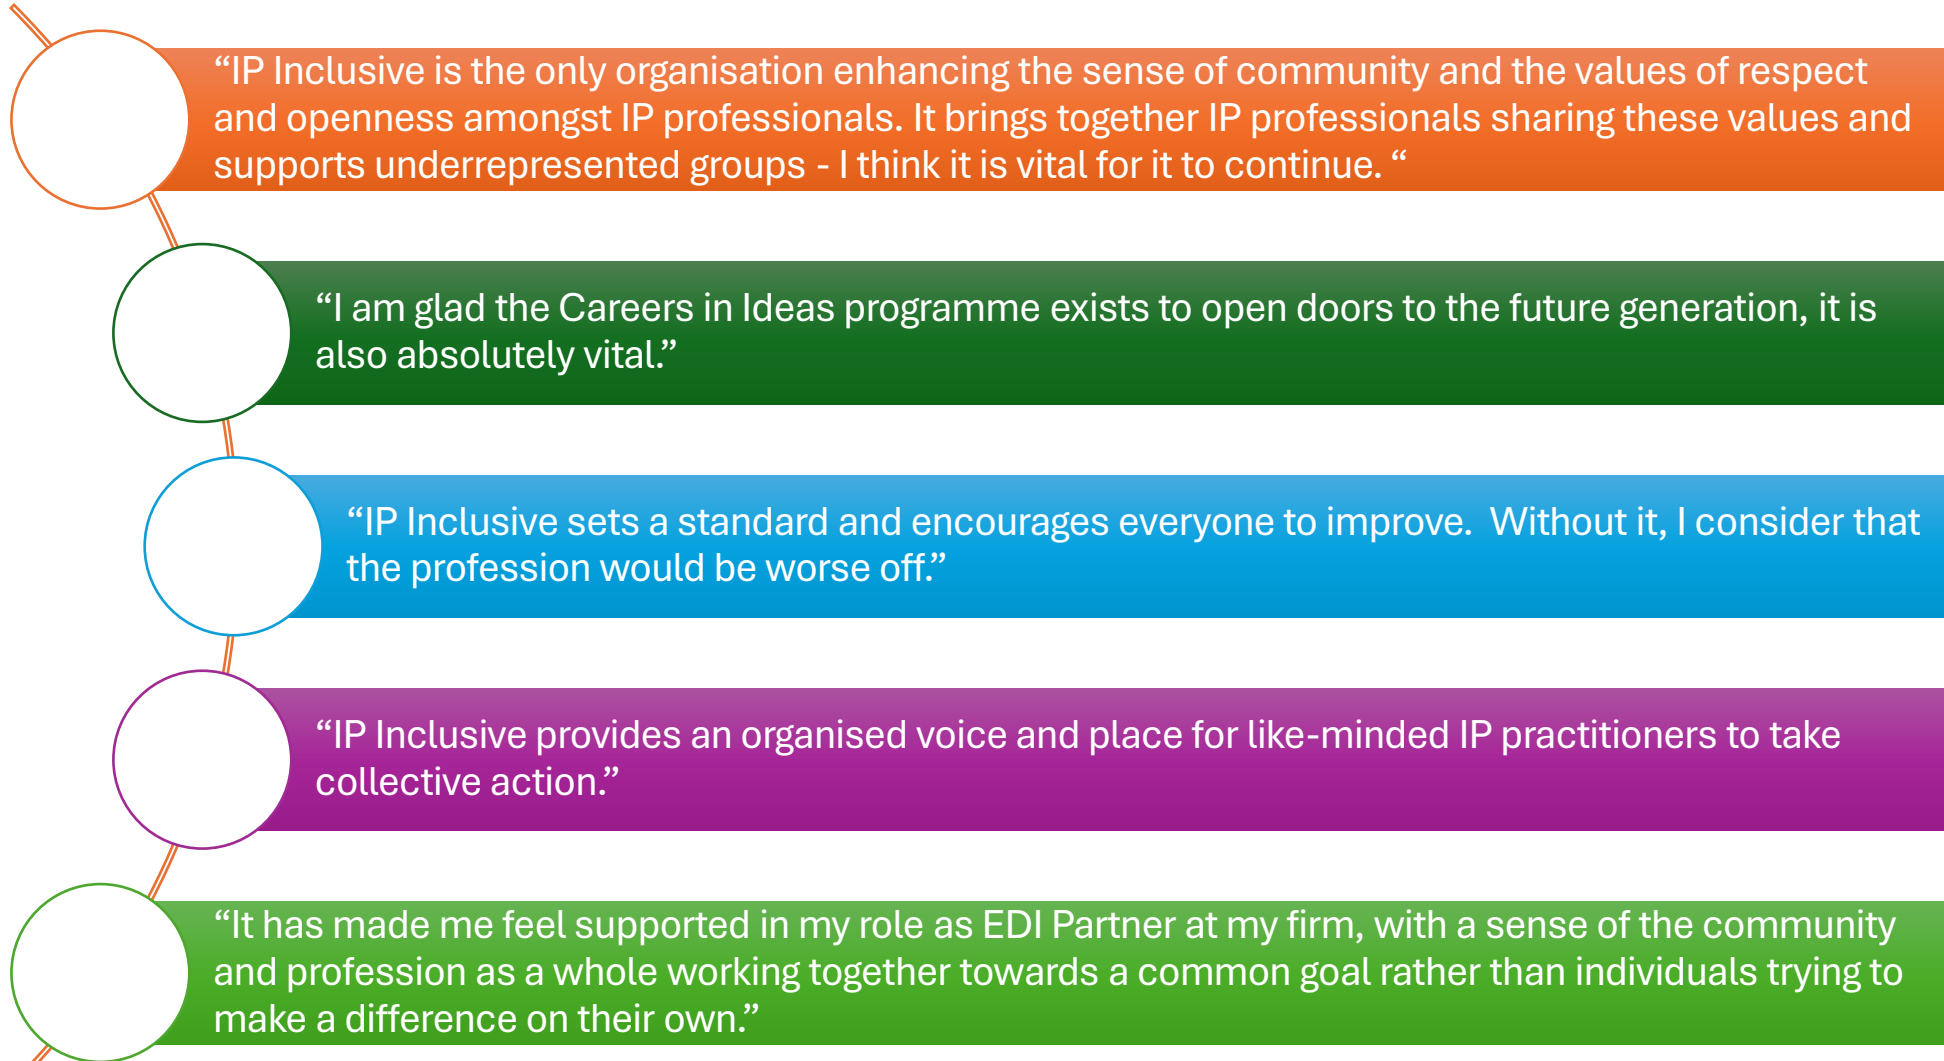 “IP Inclusive is the only organisation enhancing the sense of community and the values of respect
and openness amongst IP professionals. It brings together IP professionals sharing these values and
supports underrepresented groups - I think it is vital for it to continue. “
“I am glad the Careers in Ideas programme exists to open doors to the future generation, it is
also absolutely vital.”
“IP Inclusive sets a standard and encourages everyone to improve.  Without it, I consider that
the profession would be worse off.”
“IP Inclusive provides an organised voice and place for like-minded IP practitioners to take
collective action.”
“It has made me feel supported in my role as EDI Partner at my firm, with a sense of the community
and profession as a whole working together towards a common goal rather than individuals trying to
make a difference on their own.”